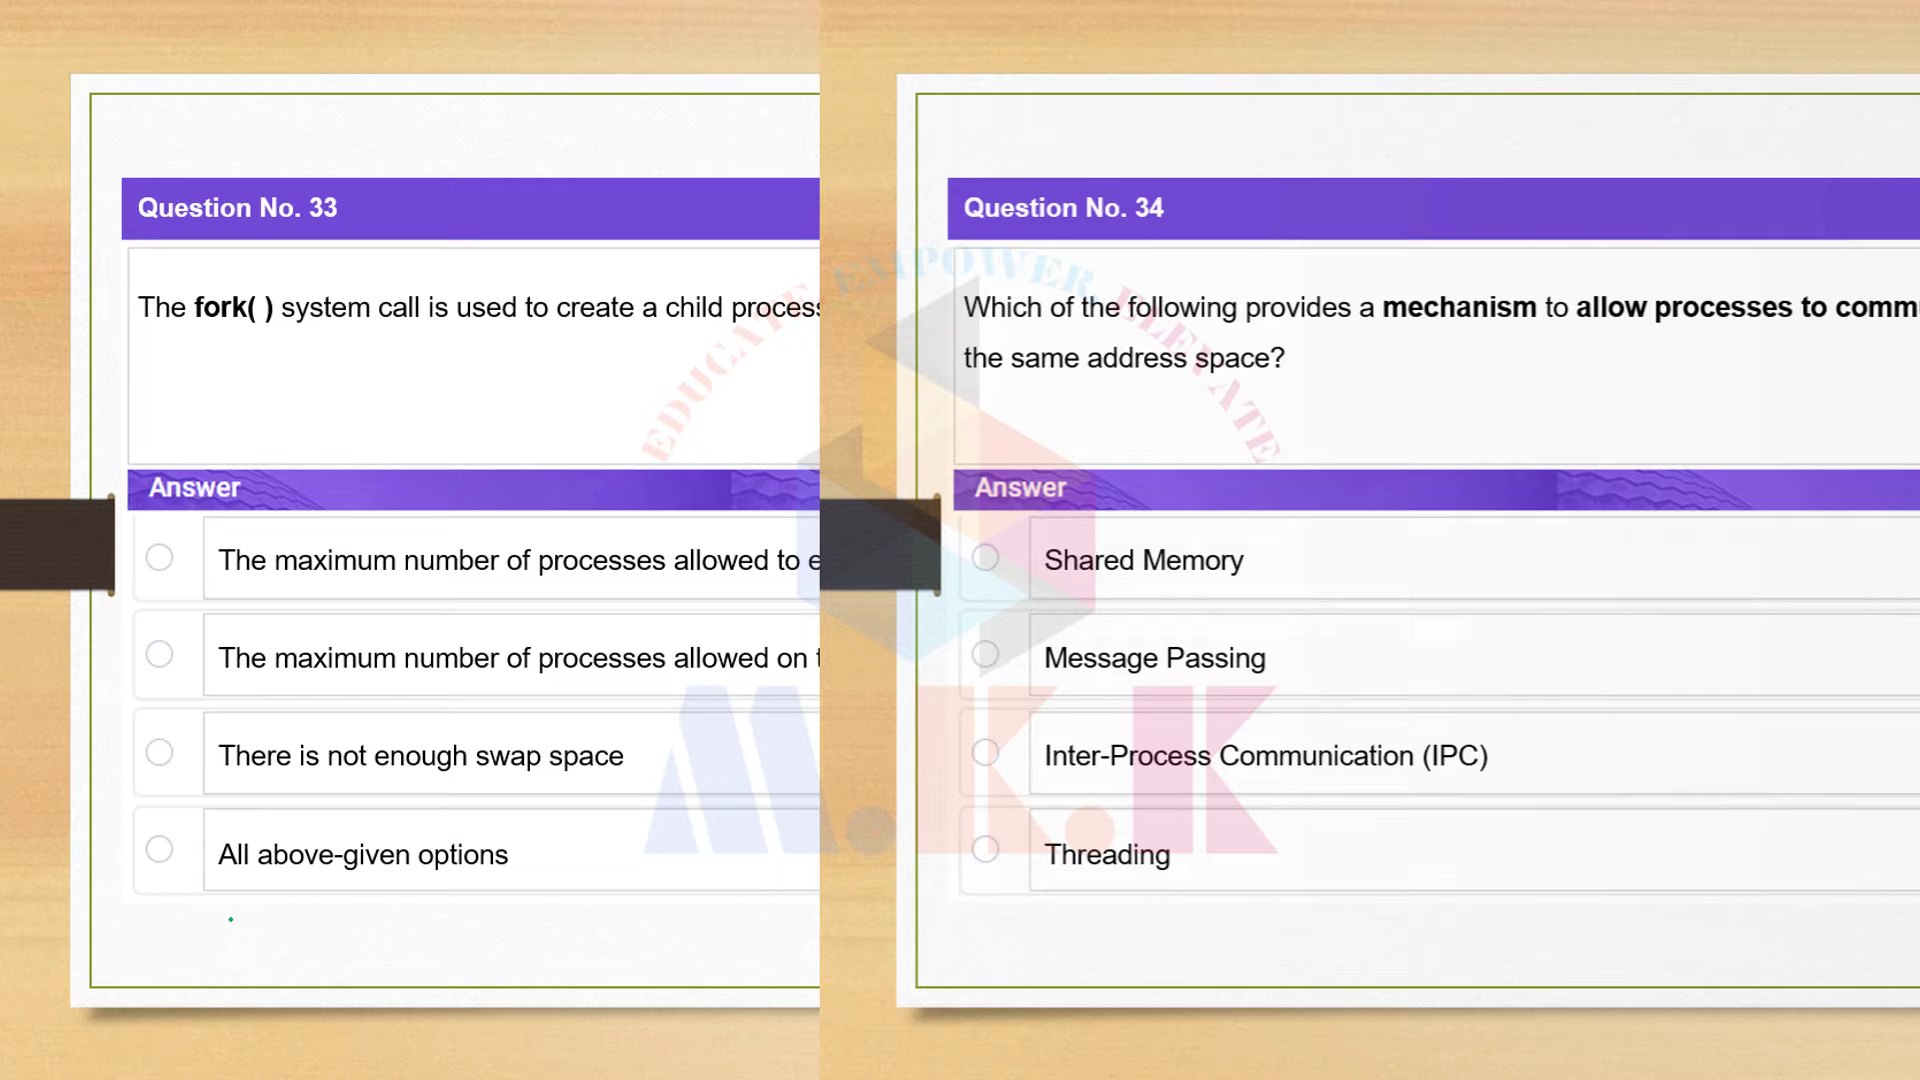 Question No. 33
The fork( ) system call is used to create a child process
Answer
The maximum number of processes allowed to
The maximum number of processes allowed on
There is not enough swap space
All above-given options
Question No. 34
Which of the following provides a mechanism to allow processes to comm
the same address space?
Answer
Shared Memory
Message Passing
Inter-Process Communication (IPC)
Threading
EDUCATE EMPOWER ELEVATE
M.K.K